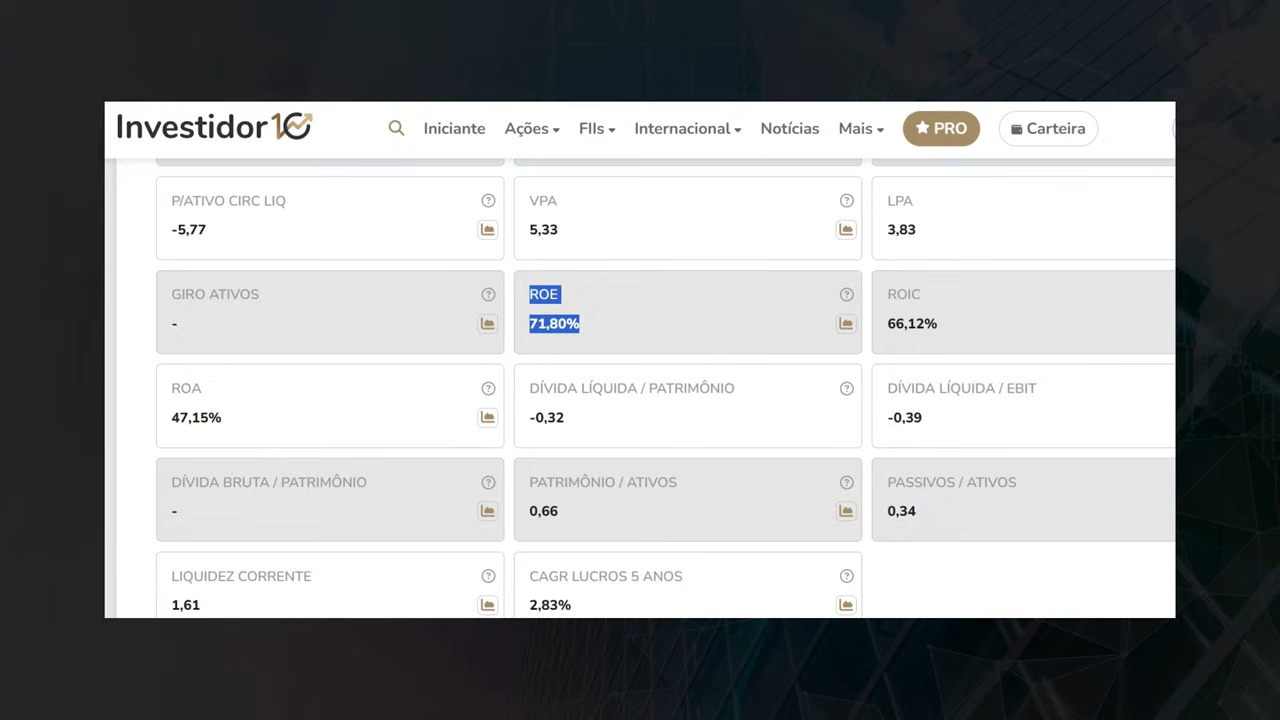 Investidor 10
Iniciante Ações FIIs Internacional Notícias Mais PRO Carteira
P/ATIVO CIRC LIQ
-5,77
VPA
5,33
LPA
3,83
GIRO ATIVOS
-
ROE
71,80%
ROIC
66,12%
ROA
47,15%
DÍVIDA LÍQUIDA / PATRIMÔNIO
-0,32
DÍVIDA LÍQUIDA / EBIT
-0,39
DÍVIDA BRUTA / PATRIMÔNIO
-
PATRIMÔNIO / ATIVOS
0,66
PASSIVOS / ATIVOS
0,34
LIQUIDEZ CORRENTE
1,61
CAGR LUCROS 5 ANOS
2,83%